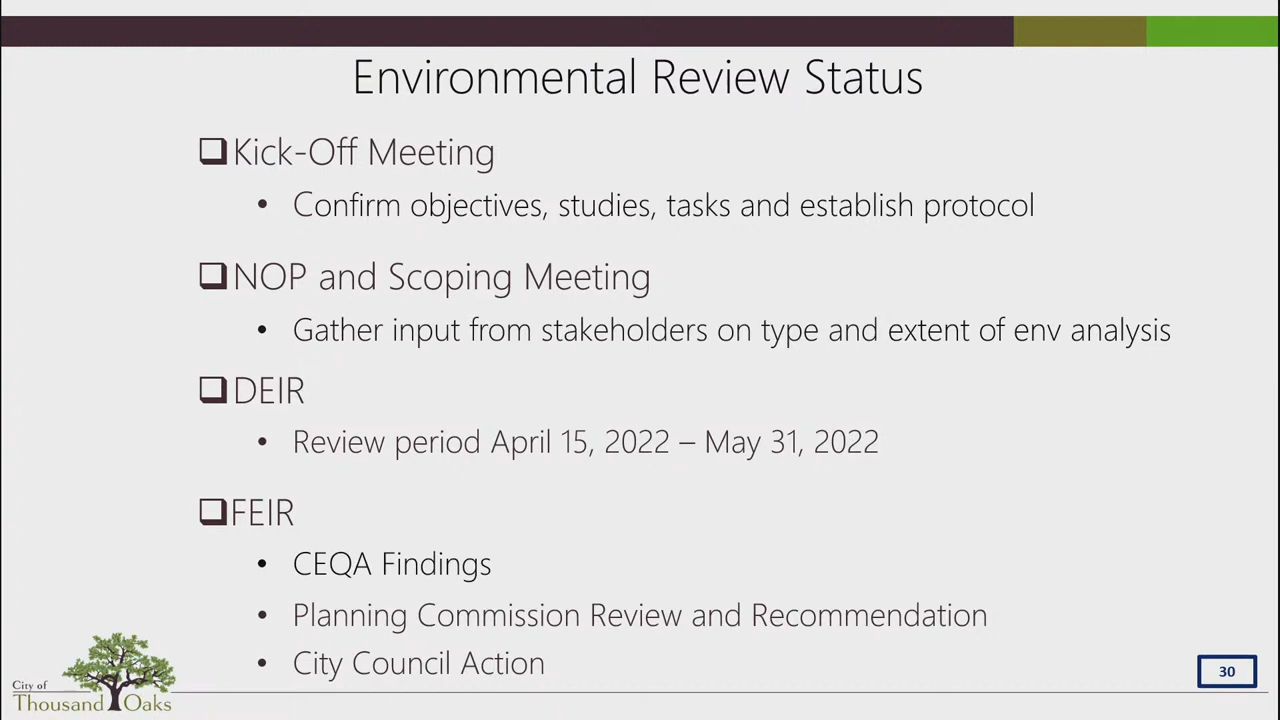 Environmental Review Status
Kick-Off Meeting
• Confirm objectives, studies, tasks and establish protocol
NOP and Scoping Meeting
• Gather input from stakeholders on type and extent of env analysis
DEIR
• Review period April 15, 2022 – May 31, 2022
FEIR
• CEQA Findings
• Planning Commission Review and Recommendation
• City Council Action
City of
Thousand Oaks
30